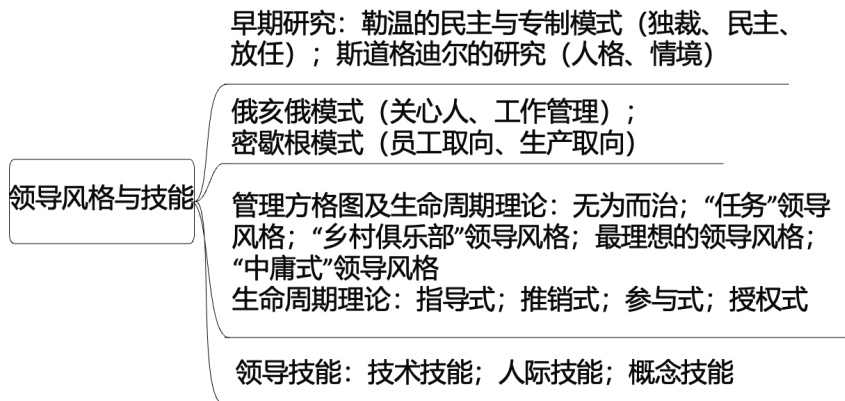 早期研究：勒温的民主与专制模式（独裁、民主、
放任）；斯道格迪尔的研究（人格、情境）
俄亥俄模式（关心人、工作管理）；
密歇根模式（员工取向、生产取向）
领导风格与技能
管理方格图及生命周期理论：无为而治；“任务”领导
风格；“乡村俱乐部”领导风格；最理想的领导风格；
“中庸式”领导风格
生命周期理论：指导式；推销式；参与式；授权式
领导技能：技术技能；人际技能；概念技能